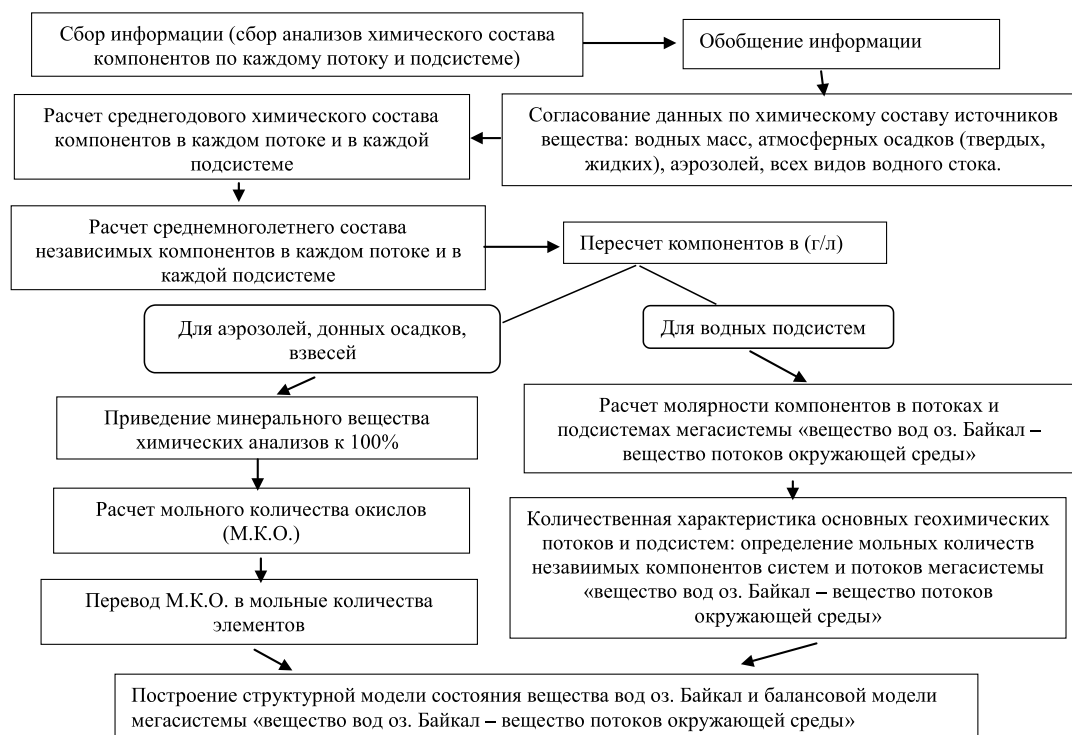 Сбор информации (сбор анализов химического состава
компонентов по каждому потоку и подсистеме)
Обобщение информации
Согласование данных по химическому составу источников
вещества: водных масс, атмосферных осадков (твердых,
жидких), аэрозолей, всех видов водного стока.
Расчет среднегодового химического состава
компонентов в каждом потоке и в каждой
подсистеме
Расчет среднемноголетнего состава
независимых компонентов в каждом потоке и в
каждой подсистеме
Пересчет компонентов в (г/л)
Для аэрозолей, донных осадков,
взвесей
Для водных подсистем
Приведение минерального вещества
химических анализов к 100%
Расчет мольного количества окислов
(М.К.О.)
Перевод М.К.О. в мольные количества
элементов
Расчет молярности компонентов в потоках и
подсистемах мегасистемы «вещество вод оз. Байкал –
вещество потоков окружающей среды»
Количественная характеристика основных геохимических
потоков и подсистем: определение мольных количеств
незавиимых компонентов систем и потоков мегасистемы
«вещество вод оз. Байкал – вещество потоков
окружающей среды»
Построение структурной модели состояния вещества вод оз. Байкал и балансовой модели
мегасистемы «вещество вод оз. Байкал – вещество потоков окружающей среды»